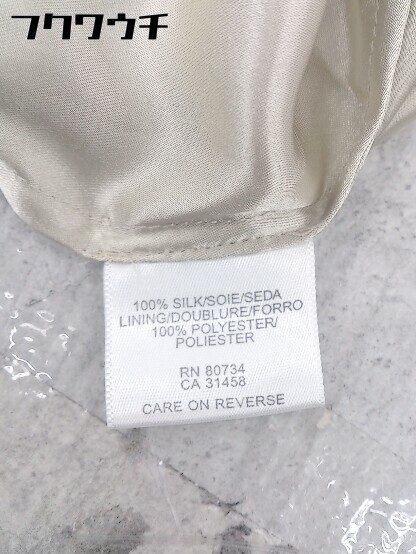 フクウクチ
100% SILK/SOIE/SEDA
LINING/DOUBLURE/FORRO
100% POLYESTER/
POLIESTER
RN 80734
CA 31458
CARE ON REVERSE